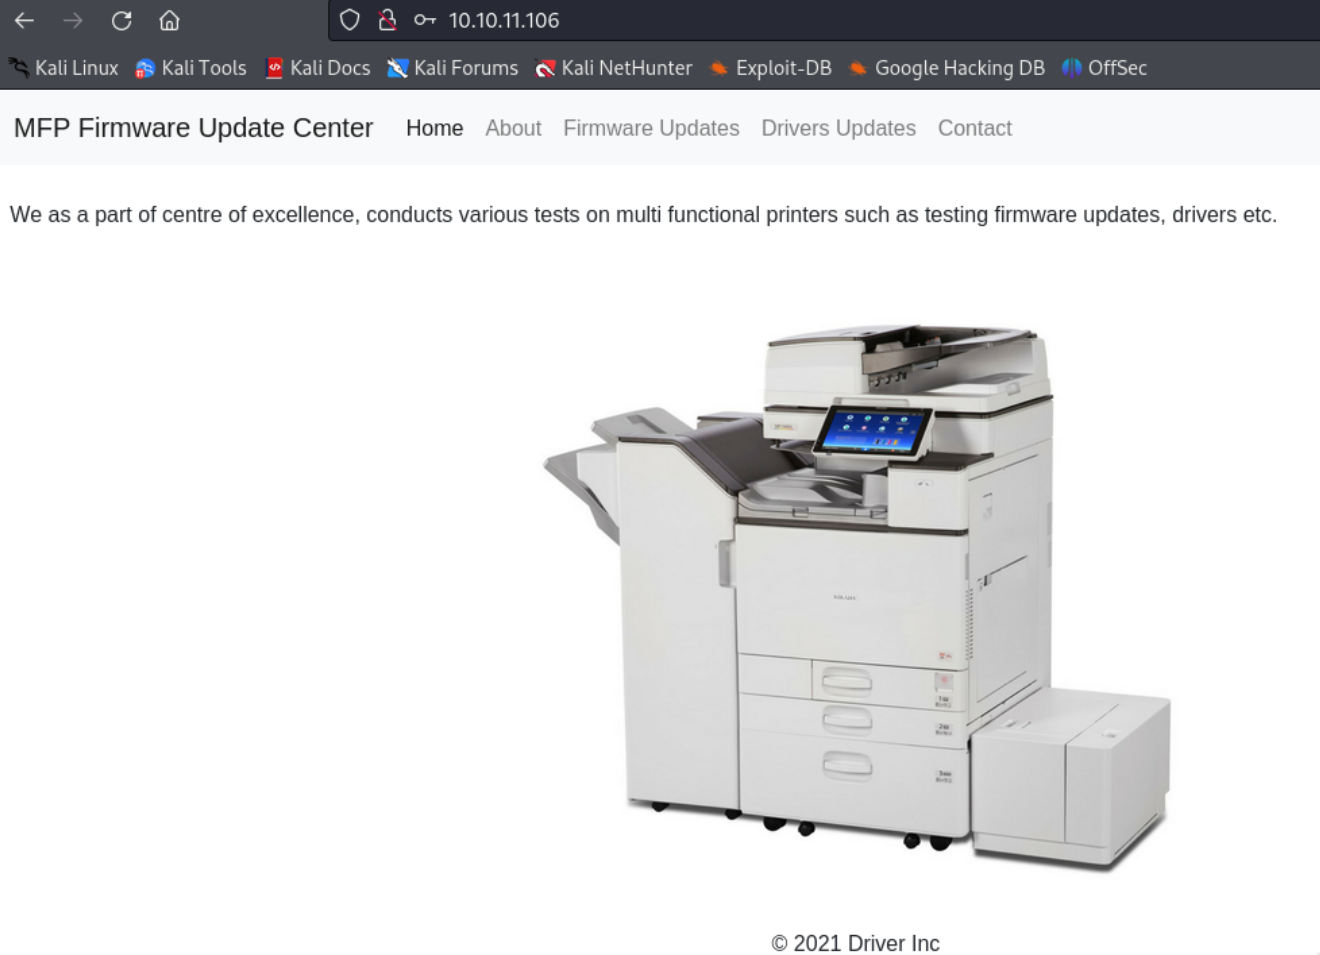 10.10.11.106
Kali Linux Kali Tools Kali Docs Kali Forums Kali NetHunter Exploit-DB Google Hacking DB OffSec
MFP Firmware Update Center Home About Firmware Updates Drivers Updates Contact
We as a part of centre of excellence, conducts various tests on multi functional printers such as testing firmware updates, drivers etc.
© 2021 Driver Inc